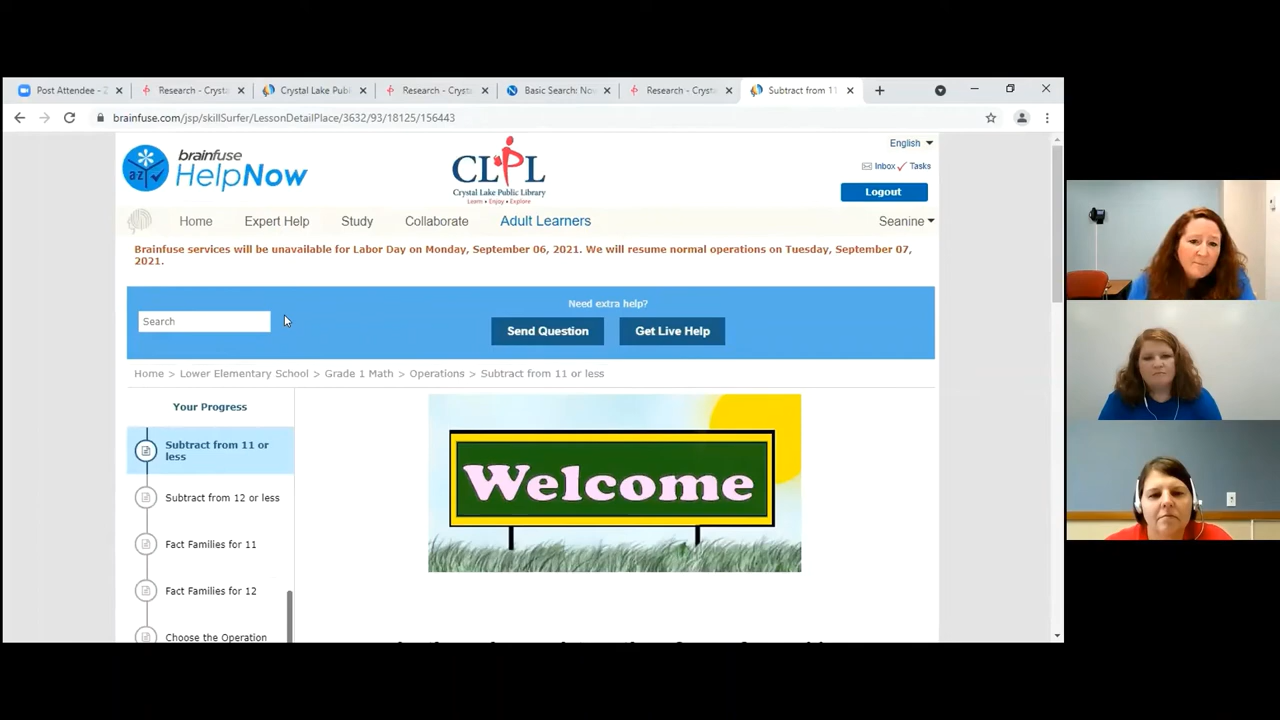 Post Attendee - Z
Research - Cryst
Crystal Lake Pub
Research - Crysta
Basic Search: No
Research - Crysta
Subtract from 11
brainfuse.com/jsp/skillSurfer/LessonDetailPlace/3632/93/18125/156443
brainfuse
HelpNow
a-z
CLPL
Crystal Lake Public Library
Learn • Enjoy • Explore
English
Inbox Tasks
Logout
Home Expert Help Study Collaborate Adult Learners Seanine
Brainfuse services will be unavailable for Labor Day on Monday, September 06, 2021. We will resume normal operations on Tuesday, September 07,
2021.
Need extra help?
Search
Send Question Get Live Help
Home > Lower Elementary School > Grade 1 Math > Operations > Subtract from 11 or less
Your Progress
Subtract from 11 or
less
Subtract from 12 or less
Fact Families for 11
Fact Families for 12
Choose the Operation
Welcome